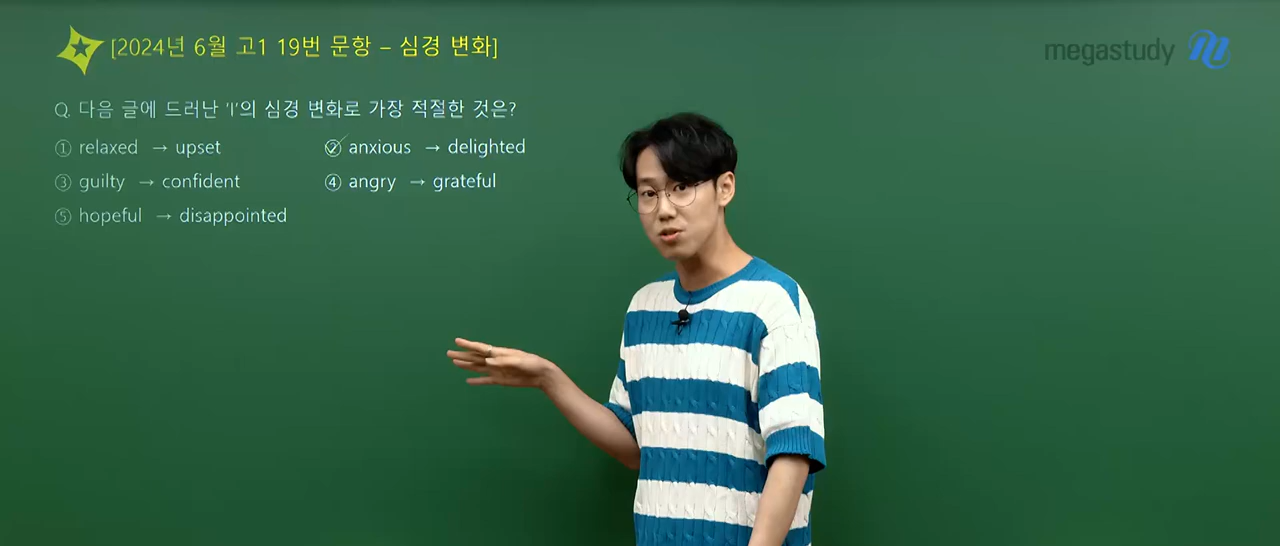 [2024년 6월 고1 19번 문항 – 심경 변화]
megastudy
Q. 다음 글에 드러난 'I'의 심경 변화로 가장 적절한 것은?
① relaxed → upset ② anxious → delighted
③ guilty → confident ④ angry → grateful
⑤ hopeful → disappointed